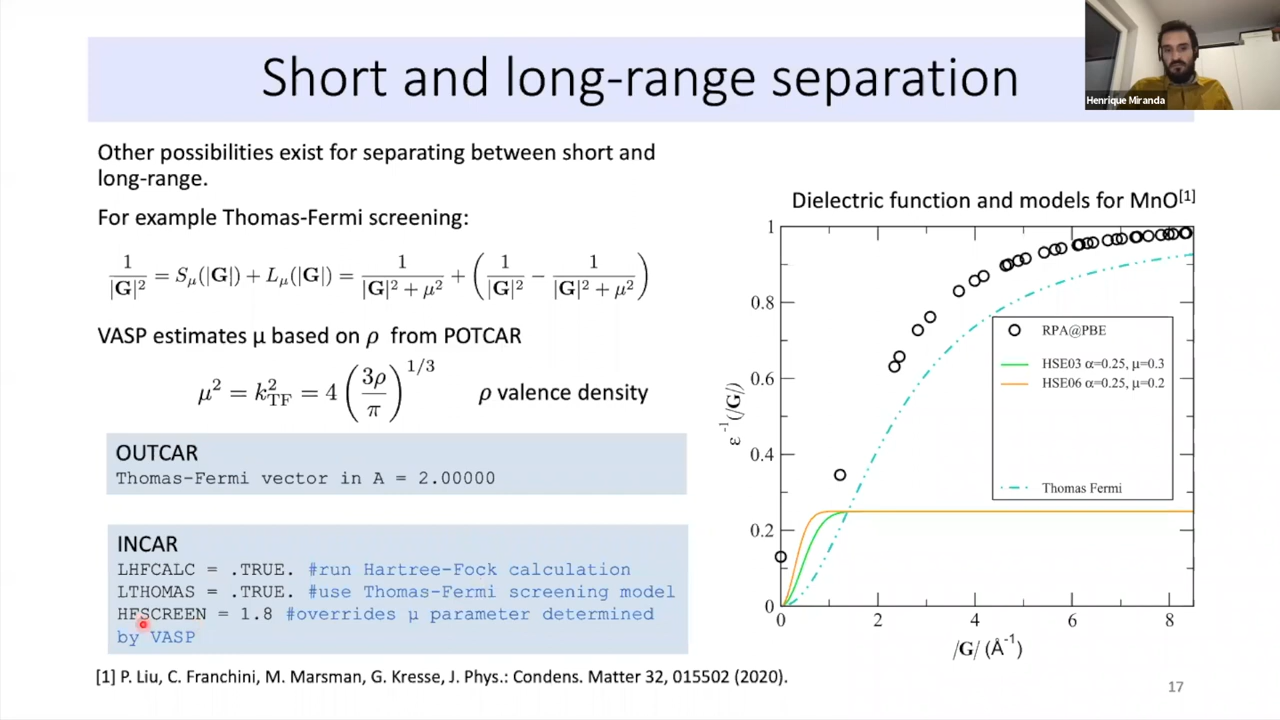 Short and long-range separation
Henrique Miranda
Other possibilities exist for separating between short and
long-range.
For example Thomas-Fermi screening:
1/|G|² = Sμ(|G|) + Lμ(|G|) = 1/(|G|² + μ²) + (1/|G|² − 1/(|G|² + μ²))
VASP estimates μ based on ρ from POTCAR
μ² = k²TF = 4 (3ρ/π)^1/3
ρ valence density
OUTCAR
Thomas-Fermi vector in A = 2.00000
INCAR
LHFCALC = .TRUE. #run Hartree-Fock calculation
LTHOMAS = .TRUE. #use Thomas-Fermi screening model
HFSCREEN = 1.8 #overrides μ parameter determined
by VASP
Dielectric function and models for MnO[1]
1
0.8
0.6
0.4
0.2
0
ε⁻¹(/G/)
RPA@PBE
HSE03 α=0.25, μ=0.3
HSE06 α=0.25, μ=0.2
Thomas Fermi
0 2 4 6 8
/G/ (Å⁻¹)
[1] P. Liu, C. Franchini, M. Marsman, G. Kresse, J. Phys.: Condens. Matter 32, 015502 (2020).
17